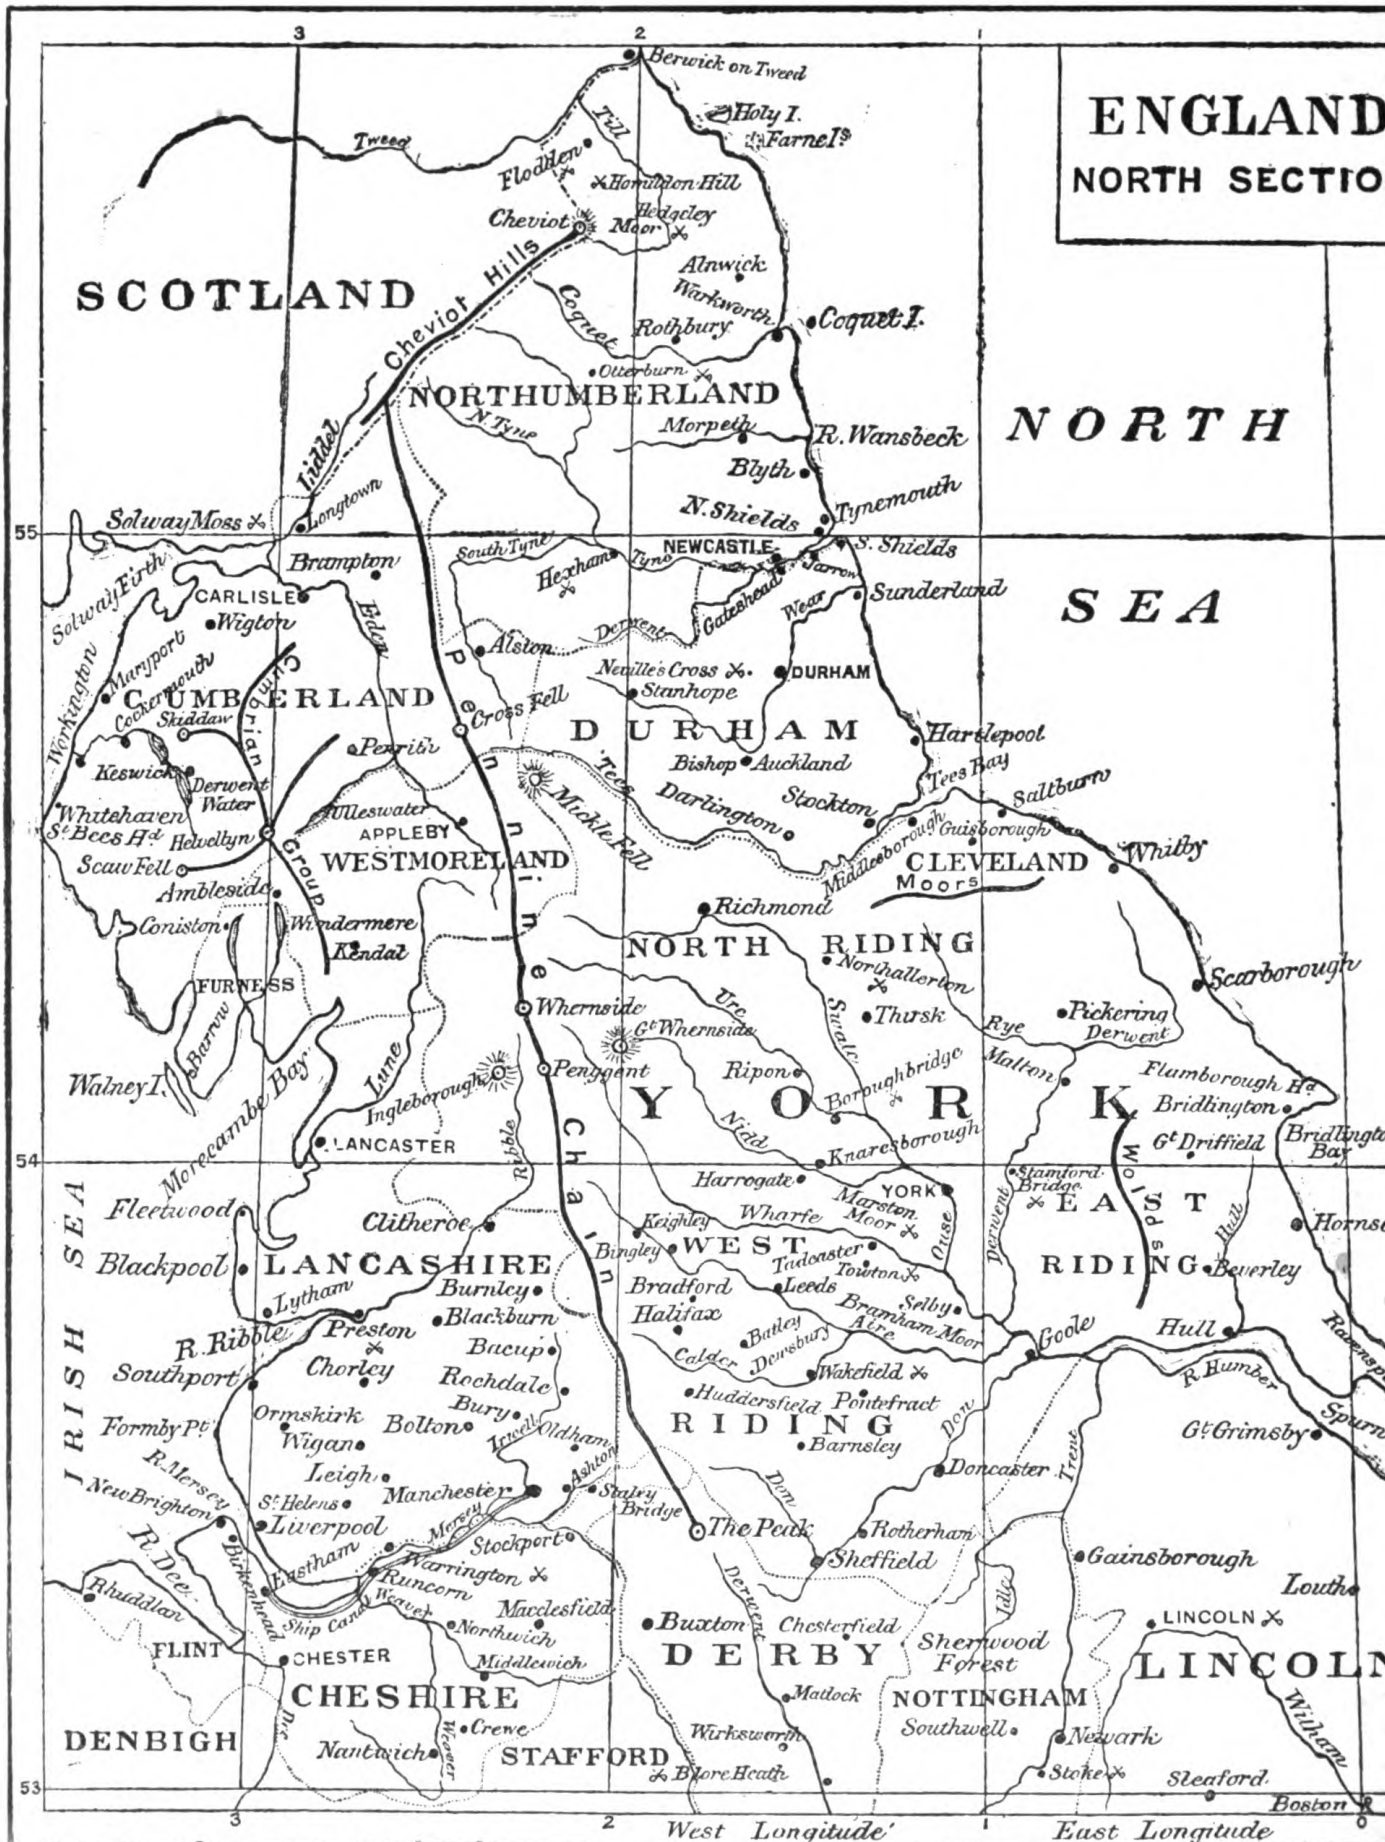 3 2 1
Berwick on Tweed
ENGLAND
NORTH SECTIO
Holy I.
Farne Is.
Till
Tweed
Flodden
Homildon Hill
Cheviot
Hedgeley Moor
SCOTLAND
Cheviot Hills
Alnwick
Warkworth
Coquet
Coquet I.
Rothbury
Otterburn
NORTHUMBERLAND
N. Tyne
Morpeth
R. Wansbeck
NORTH
SEA
Blyth
Liddel
Longtown
Solway Moss
N. Shields
Tynemouth
55
South Tyne
Hexham
Tyne
NEWCASTLE
S. Shields
Jarrow
Gateshead
Brampton
Solway Firth
CARLISLE
Wigton
Eden
Wear
Sunderland
Derwent
Alston
Neville's Cross
DURHAM
Stanhope
Workington
Maryport
Cockermouth
CUMBERLAND
Cumbrian Group
Skiddaw
Cross Fell
Pennine Chain
DURHAM
Hartlepool
Penrith
Keswick
Derwent Water
Bishop Auckland
Tees
Tees Bay
Mickle Fell
Darlington
Stockton
Saltburn
Whitehaven
St. Bees Hd.
Helvellyn
Ulleswater
APPLEBY
Middlesborough
Guisborough
Whitby
WESTMORELAND
CLEVELAND
Moors
Scaw Fell
Ambleside
Richmond
Coniston
Windermere
Kendal
NORTH RIDING
Northallerton
FURNESS
Scarborough
Whernside
Ure
Swale
Thirsk
Pickering
Rye
Derwent
Gt. Whernside
Malton
Barrow
Walney I.
Lune
Ingleborough
Penygent
Ripon
Boroughbridge
Flamborough Hd.
Bridlington
YORK
Morecambe Bay
LANCASTER
Ribble
Nidd
Knaresborough
Gt. Driffield
Bridlington
Bay
Wolds
54
Harrogate
YORK
Stamford Bridge
Marston Moor
Fleetwood
Clitheroe
Keighley
Wharfe
EAST
RIDING
Hull
Hornse
IRISH SEA
Bingley
WEST
Tadcaster
Ouse
Derwent
Blackpool
LANCASHIRE
Towton
Beverley
Burnley
Bradford
Leeds
Selby
Lytham
Blackburn
Halifax
Bramham Moor
Goole
Hull
R. Ribble
Preston
Batley
Dewsbury
Aire
Ravensp
Chorley
Bacup
Calder
Wakefield
R. Humber
Southport
Rochdale
Huddersfield
Pontefract
Spurn
Formby Pt.
Ormskirk
Bolton
Bury
RIDING
Don
Gt. Grimsby
Wigan
Irwell
Oldham
Barnsley
Trent
R. Mersey
Leigh
Ashton
Doncaster
New Brighton
St. Helens
Manchester
Staley Bridge
Don
Liverpool
Mersey
The Peak
Rotherham
Stockport
R. Dee
Eastham
Warrington
Sheffield
Gainsborough
Rhuddlan
Birkenhead
Runcorn
Derwent
Idle
Louth
Ship Canal
Weaver
Macclesfield
Buxton
Chesterfield
LINCOLN
Northwich
Sherwood
Forest
FLINT
CHESTER
DERBY
LINCOLN
Middlewich
CHESHIRE
Matlock
NOTTINGHAM
Southwell
Witham
DENBIGH
Dee
Crewe
Wirksworth
Newark
Nantwich
Weaver
STAFFORD
Blore Heath
Stoke
Sleaford
53
Boston
3 2 1 0
West Longitude
East Longitude